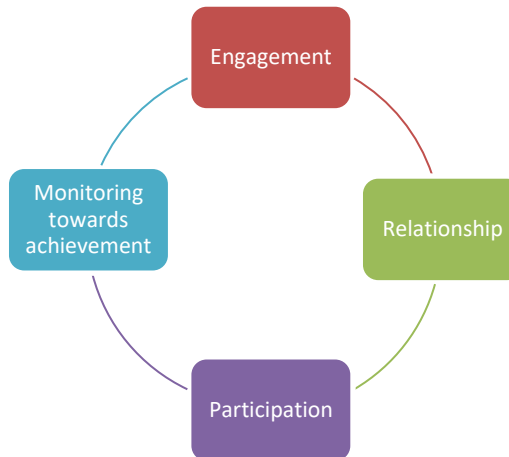 Engagement
Relationship
Participation
Monitoring
towards
achievement